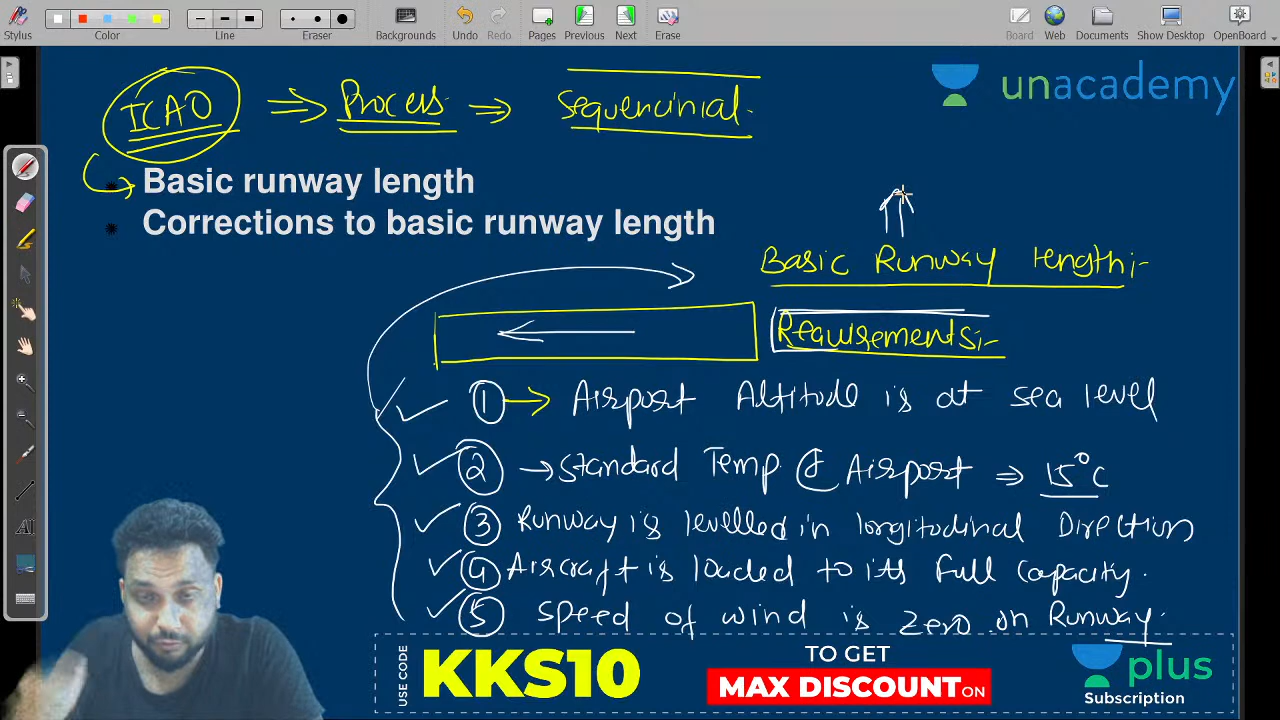 Stylus Color Line Eraser Backgrounds Undo Redo Pages Previous Next Erase Board Web Documents Show Desktop OpenBoard
ICAO ⇒ Process ⇒ Sequencinial.
unacademy
Basic runway length
Corrections to basic runway length
Basic Runway length:-
Requirements:-
① → Airport Altitude is at sea level
② → Standard Temp @ Airport ⇒ 15°C
③ Runway is levelled in longitudinal Direction
④ Aircraft is loaded to its full capacity.
⑤ Speed of wind is zero on Runway.
USE CODE
KKS10
TO GET
MAX DISCOUNT ON
plus
Subscription